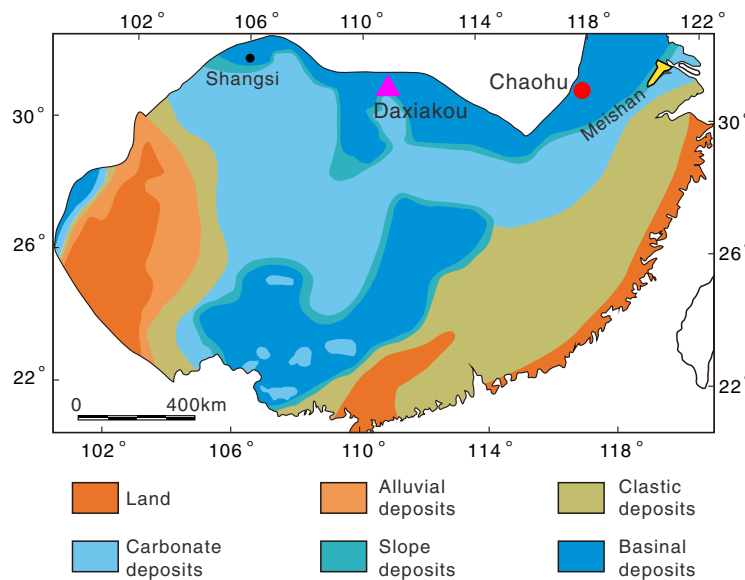 102° 106° 110° 114° 118° 122°
Shangsi
Daxiakou
Chaohu
Meishan
30° 30°
26° 26°
22° 22°
0 400km
102° 106° 110° 114° 118°
Land
Alluvial
deposits
Clastic
deposits
Carbonate
deposits
Slope
deposits
Basinal
deposits